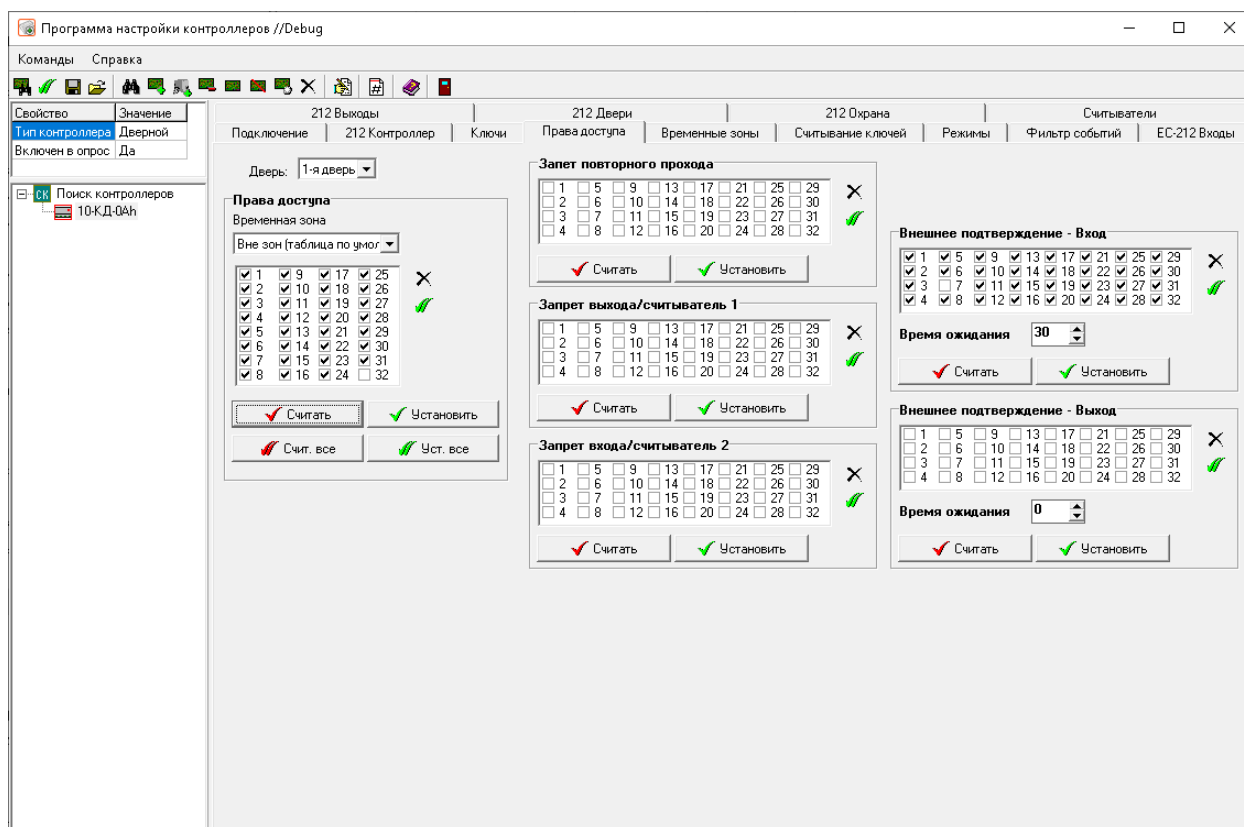 Программа настройки контроллеров //Debug
Команды Справка
Свойство Значение
Тип контроллера Дверной
Включен в опрос Да
Поиск контроллеров
10-КД-0Ah
212 Выходы 212 Двери 212 Охрана Считыватели
Подключение 212 Контроллер Ключи Права доступа Временные зоны Считывание ключей Режимы Фильтр событий ЕС-212 Входы
Дверь: 1-я дверь
Права доступа
Временная зона
Вне зон (таблица по умол
1 9 17 25
2 10 18 26
3 11 19 27
4 12 20 28
5 13 21 29
6 14 22 30
7 15 23 31
8 16 24 32
Считать Установить
Счит. все Уст. все
Запет повторного прохода
1 5 9 13 17 21 25 29
2 6 10 14 18 22 26 30
3 7 11 15 19 23 27 31
4 8 12 16 20 24 28 32
Считать Установить
Запрет выхода/считыватель 1
1 5 9 13 17 21 25 29
2 6 10 14 18 22 26 30
3 7 11 15 19 23 27 31
4 8 12 16 20 24 28 32
Считать Установить
Запрет входа/считыватель 2
1 5 9 13 17 21 25 29
2 6 10 14 18 22 26 30
3 7 11 15 19 23 27 31
4 8 12 16 20 24 28 32
Считать Установить
Внешнее подтверждение - Вход
1 5 9 13 17 21 25 29
2 6 10 14 18 22 26 30
3 7 11 15 19 23 27 31
4 8 12 16 20 24 28 32
Время ожидания 30
Считать Установить
Внешнее подтверждение - Выход
1 5 9 13 17 21 25 29
2 6 10 14 18 22 26 30
3 7 11 15 19 23 27 31
4 8 12 16 20 24 28 32
Время ожидания 0
Считать Установить